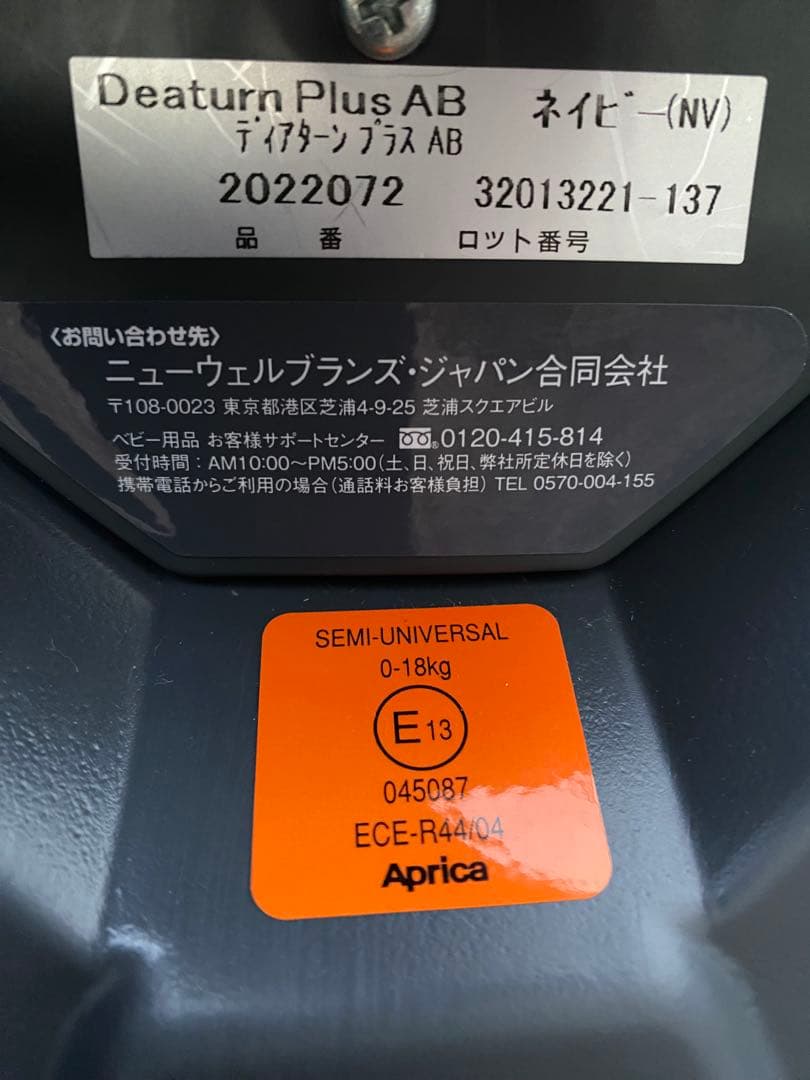 Deaturn Plus AB ネイビー(NV)
ディアターン プラス AB
2022072 32013221-137
品番 ロット番号
〈お問い合わせ先〉
ニューウェルブランズ・ジャパン合同会社
〒108-0023 東京都港区芝浦4-9-25 芝浦スクエアビル
ベビー用品 お客様サポートセンター 0120-415-814
受付時間：AM10:00〜PM5:00(土、日、祝日、弊社所定休日を除く)
携帯電話からご利用の場合(通話料お客様負担) TEL 0570-004-155
SEMI-UNIVERSAL
0-18kg
E 13
045087
ECE-R44/04
Aprica